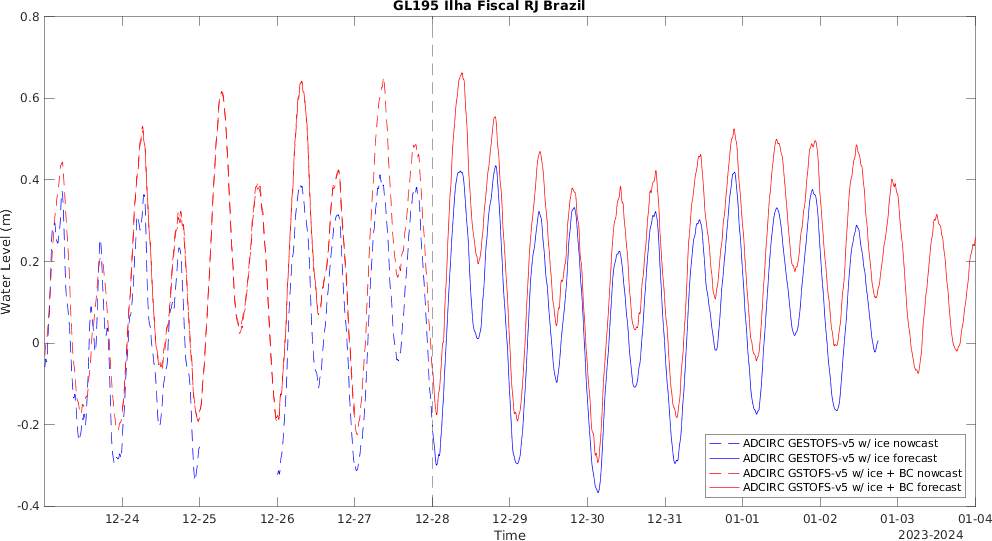 GL195 Ilha Fiscal RJ Brazil
Water Level (m)
0.8
0.6
0.4
0.2
0
-0.2
-0.4
12-24 12-25 12-26 12-27 12-28 12-29 12-30 12-31 01-01 01-02 01-03 01-04
Time
2023-2024
ADCIRC GESTOFS-v5 w/ ice nowcast
ADCIRC GESTOFS-v5 w/ ice forecast
ADCIRC GSTOFS-v5 w/ ice + BC nowcast
ADCIRC GSTOFS-v5 w/ ice + BC forecast